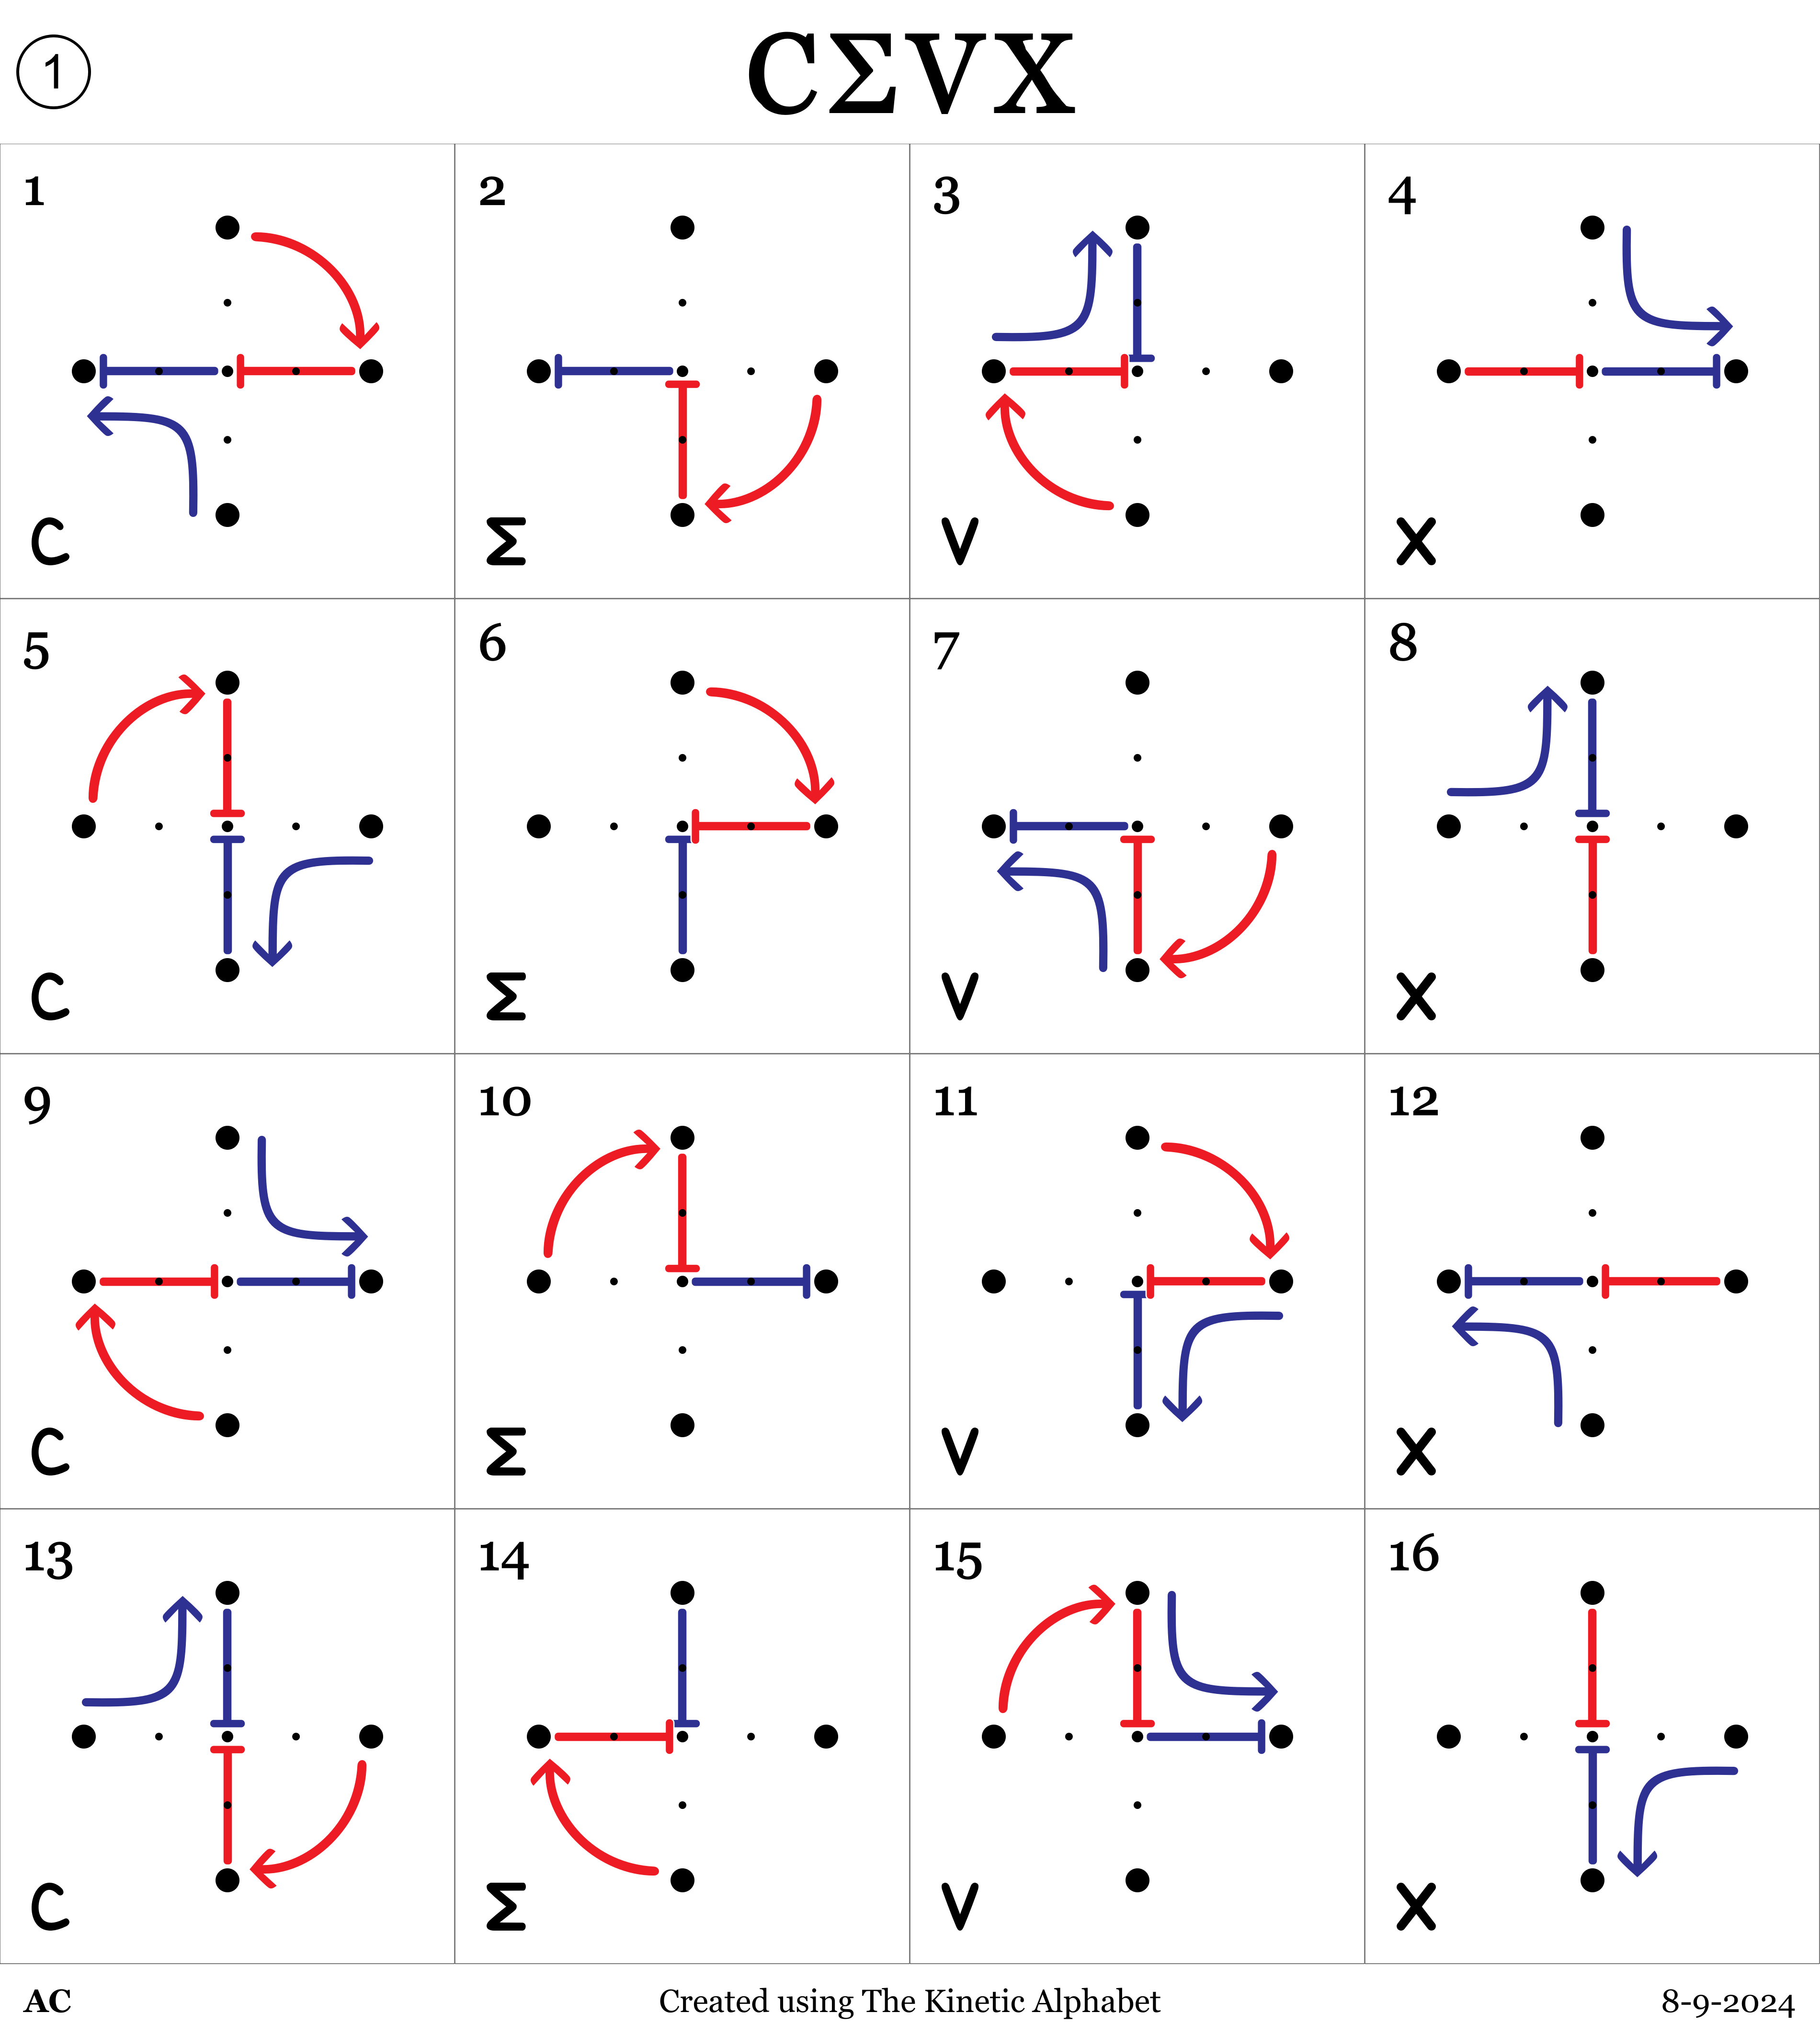 1 CΣVX
1 2 3 4
C Σ V X
5 6 7 8
C Σ V X
9 10 11 12
C Σ V X
13 14 15 16
C Σ V X
AC Created using The Kinetic Alphabet 8-9-2024